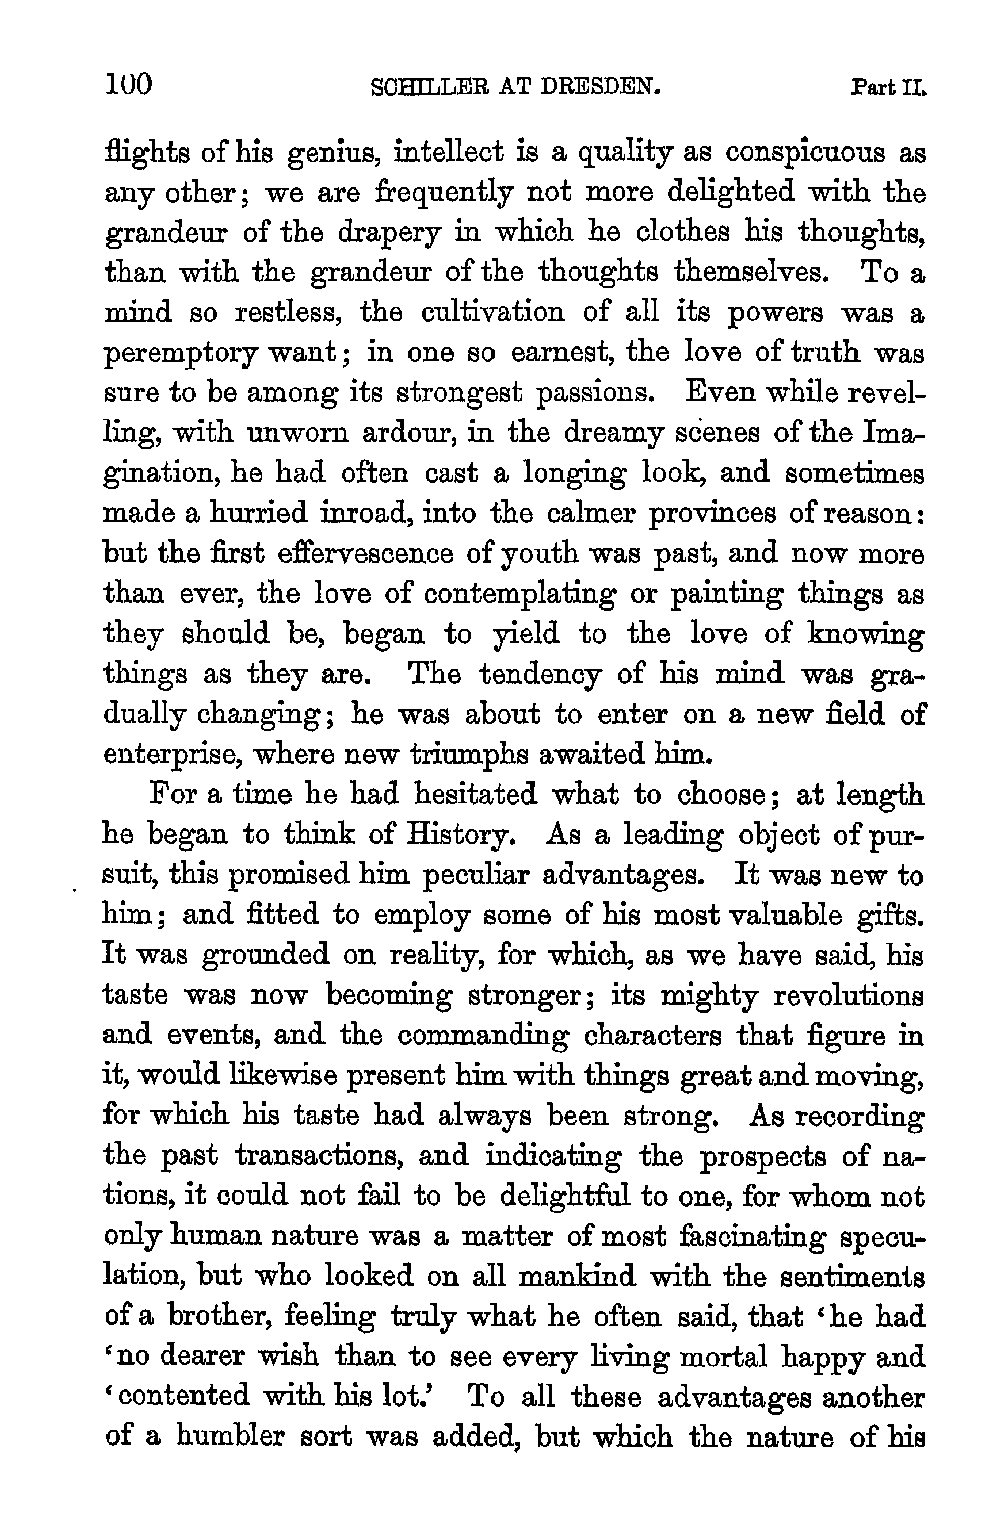 100 SCHILLER AT DRESDEN. Part II.
flights of his genius, intellect is a quality as conspicuous as
any other; we are frequently not more delighted with the
grandeur of the drapery in which he clothes his thoughts,
than with the grandeur of the thoughts themselves. To a
mind so restless, the cultivation of all its powers was a
peremptory want; in one so earnest, the love of truth was
sure to be among its strongest passions. Even while revel-
ling, with unworn ardour, in the dreamy scenes of the Ima-
gination, he had often cast a longing look, and sometimes
made a hurried inroad, into the calmer provinces of reason:
but the first effervescence of youth was past, and now more
than ever, the love of contemplating or painting things as
they should be, began to yield to the love of knowing
things as they are. The tendency of his mind was gra-
dually changing; he was about to enter on a new field of
enterprise, where new triumphs awaited him.
For a time he had hesitated what to choose; at length
he began to think of History. As a leading object of pur-
suit, this promised him peculiar advantages. It was new to
him; and fitted to employ some of his most valuable gifts.
It was grounded on reality, for which, as we have said, his
taste was now becoming stronger; its mighty revolutions
and events, and the commanding characters that figure in
it, would likewise present him with things great and moving,
for which his taste had always been strong. As recording
the past transactions, and indicating the prospects of na-
tions, it could not fail to be delightful to one, for whom not
only human nature was a matter of most fascinating specu-
lation, but who looked on all mankind with the sentiments
of a brother, feeling truly what he often said, that ‘he had
‘no dearer wish than to see every living mortal happy and
‘contented with his lot.’ To all these advantages another
of a humbler sort was added, but which the nature of his